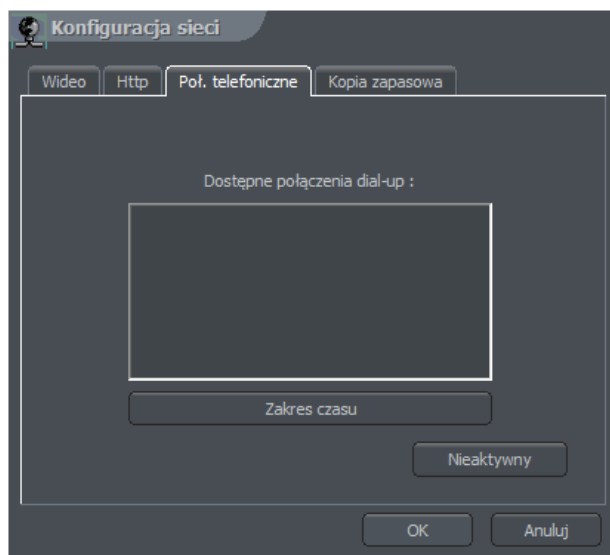 Konfiguracja sieci
Wideo Http Poł. telefoniczne Kopia zapasowa
Dostępne połączenia dial-up :
Zakres czasu
Nieaktywny
OK Anuluj